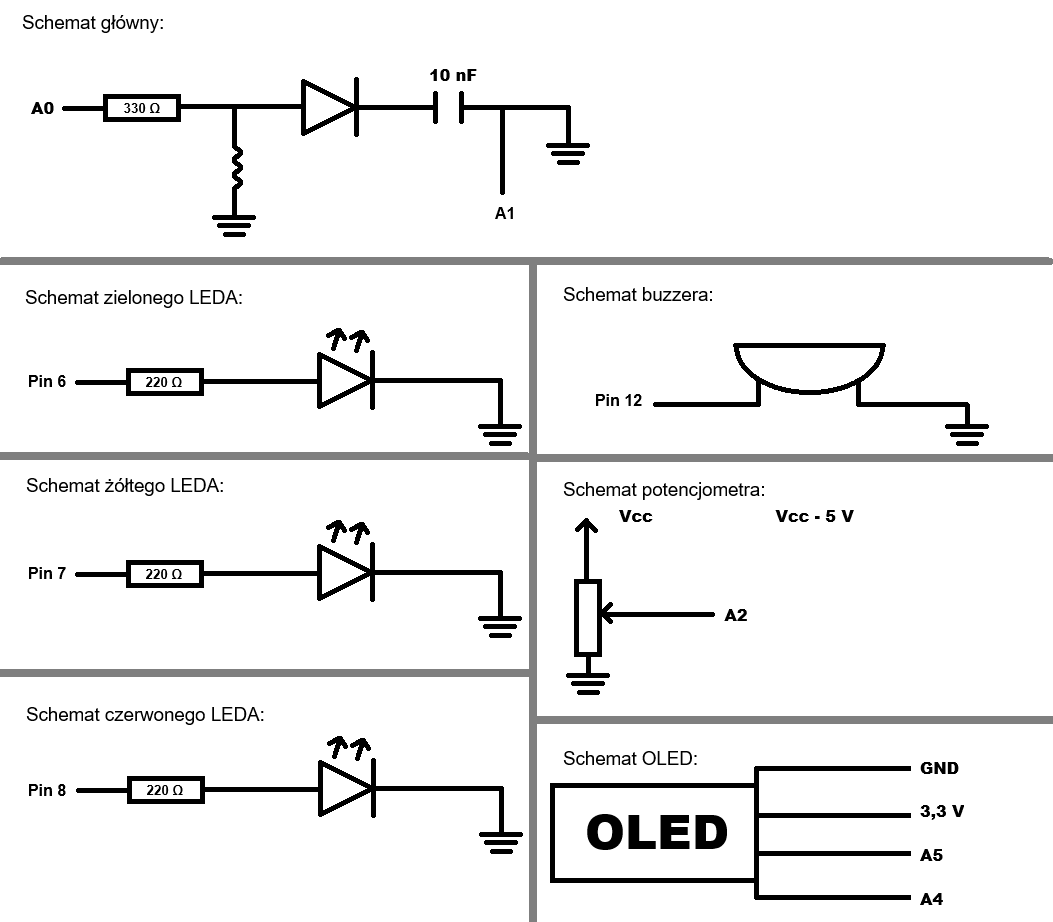 Schemat główny:
10 nF
A0
330 Ω
A1
Schemat zielonego LEDA:
Pin 6
220 Ω
Schemat żółtego LEDA:
Pin 7
220 Ω
Schemat czerwonego LEDA:
Pin 8
220 Ω
Schemat buzzera:
Pin 12
Schemat potencjometra:
Vcc
Vcc - 5 V
A2
Schemat OLED:
OLED
GND
3,3 V
A5
A4